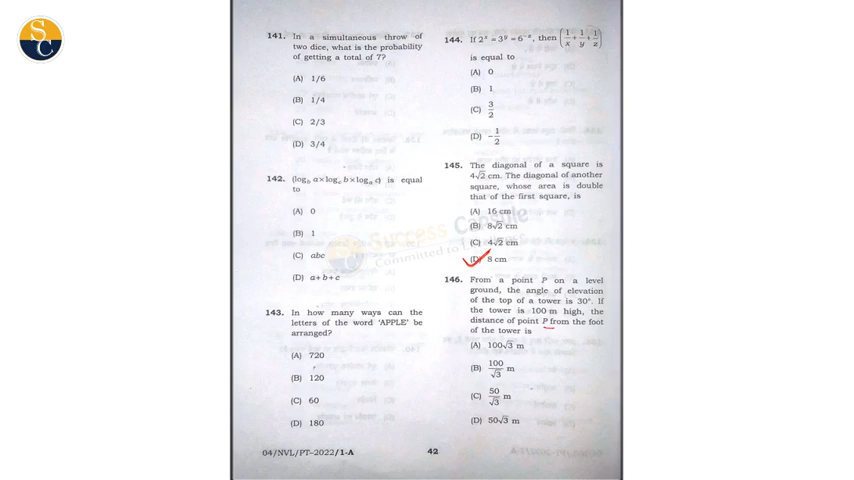 S
C
141. In a simultaneous throw of
two dice, what is the probability
of getting a total of 7?
(A) 1/6
(B) 1/4
(C) 2/3
(D) 3/4
142. (log_b a×log_c b×log_a c) is equal
to
(A) 0
(B) 1
(C) abc
(D) a+b+c
143. In how many ways can the
letters of the word 'APPLE' be
arranged?
(A) 720
(B) 120
(C) 60
(D) 180
04/NVL/PT–2022/1-A
42
144. If 2^x = 3^y = 6^−z, then (1/x + 1/y + 1/z)
is equal to
(A) 0
(B) 1
(C) 3/2
(D) −1/2
145. The diagonal of a square is
4√2 cm. The diagonal of another
square, whose area is double
that of the first square, is
(A) 16 cm
(B) 8√2 cm
(C) 4√2 cm
(D) 8 cm
146. From a point P on a level
ground, the angle of elevation
of the top of a tower is 30°. If
the tower is 100 m high, the
distance of point P from the foot
of the tower is
(A) 100√3 m
(B) 100/√3 m
(C) 50/√3 m
(D) 50√3 m
Success Capsule
Committed to